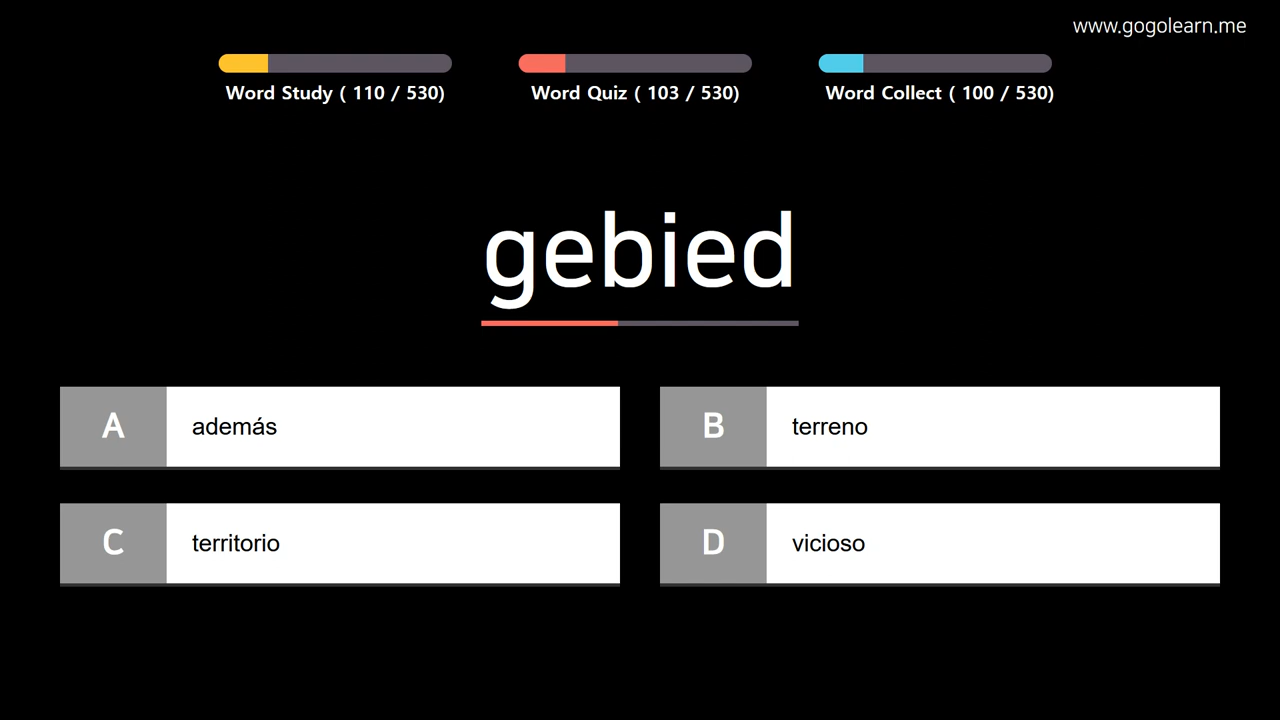 www.gogolearn.me
Word Study ( 110 / 530)
Word Quiz ( 103 / 530)
Word Collect ( 100 / 530)
gebied
A además
B terreno
C territorio
D vicioso